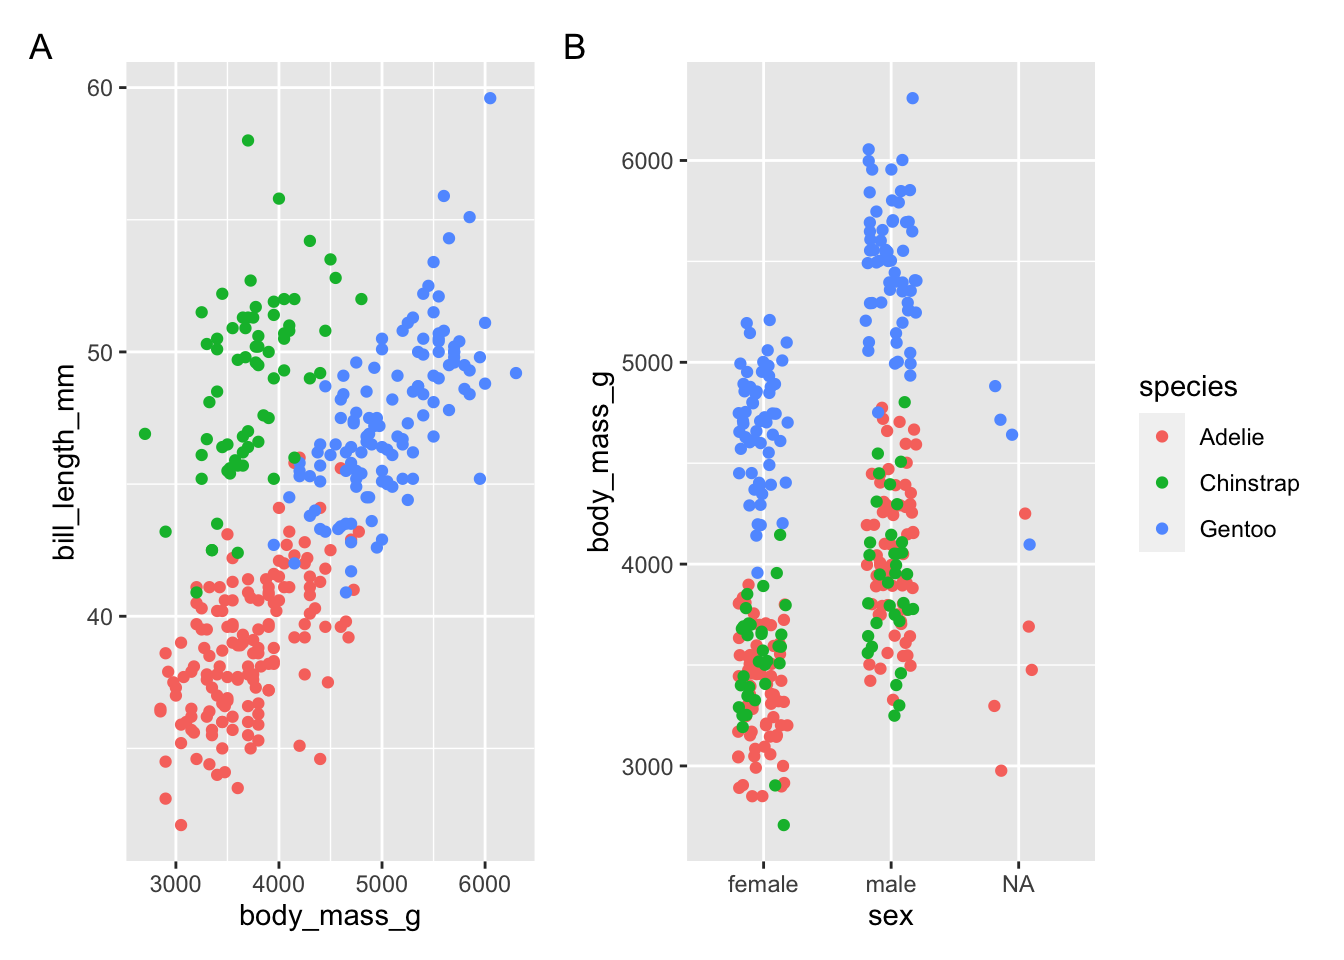 A
B
60
50
40
bill_length_mm
3000 4000 5000 6000
body_mass_g
6000
5000
4000
3000
body_mass_g
female male NA
sex
species
Adelie
Chinstrap
Gentoo